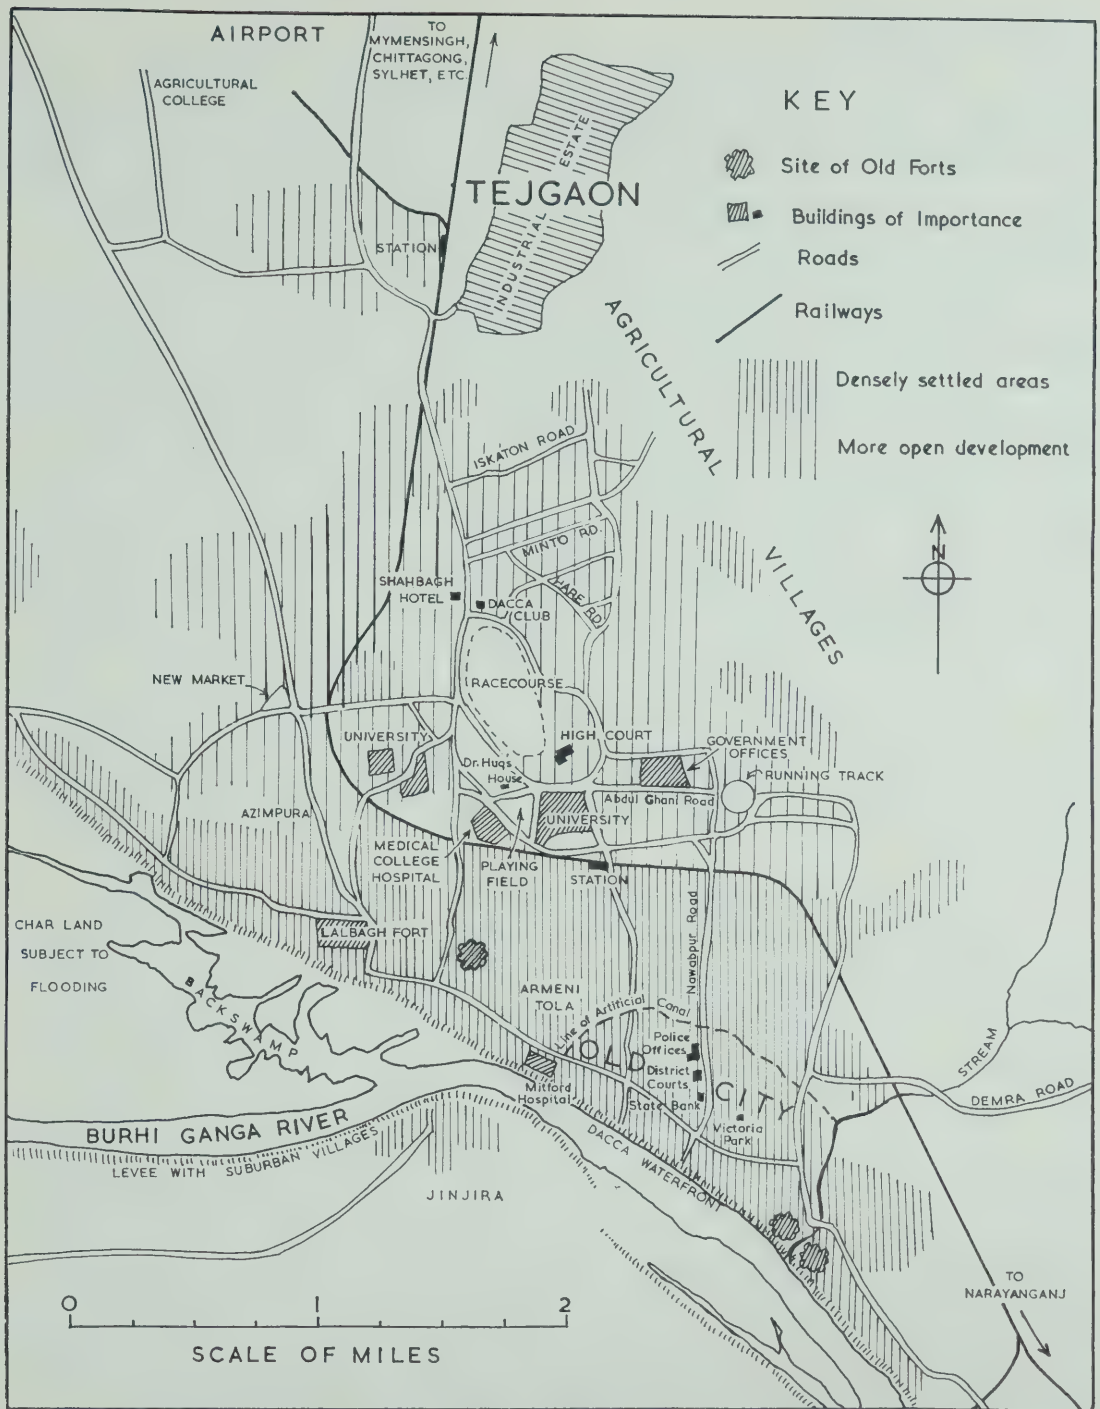 AIRPORT
TO
MYMENSINGH,
CHITTAGONG,
SYLHET, ETC.
AGRICULTURAL
COLLEGE
KEY
Site of Old Forts
Buildings of Importance
Roads
Railways
Densely settled areas
More open development
TEJGAON
INDUSTRIAL ESTATE
STATION
AGRICULTURAL
VILLAGES
ISKATON ROAD
MINTO RD.
HARE RD.
N
SHAHBAGH
HOTEL
DACCA
CLUB
NEW MARKET
RACECOURSE
UNIVERSITY
HIGH COURT
GOVERNMENT
OFFICES
Dr. Huqs
House
RUNNING TRACK
Abdul Ghani Road
AZIMPURA
UNIVERSITY
MEDICAL
COLLEGE
HOSPITAL
PLAYING
FIELD
STATION
Nawabpur Road
LALBAGH FORT
CHAR LAND
SUBJECT TO
FLOODING
BACKSWAMP
ARMENI
TOLA
Line of Artificial Canal
OLD CITY
Police
Offices
District
Courts
State Bank
Victoria
Park
Mitford
Hospital
STREAM
DEMRA ROAD
BURHI GANGA RIVER
LEVEE WITH SUBURBAN VILLAGES
DACCA WATERFRONT
JINJIRA
TO
NARAYANGANJ
0 1 2
SCALE OF MILES